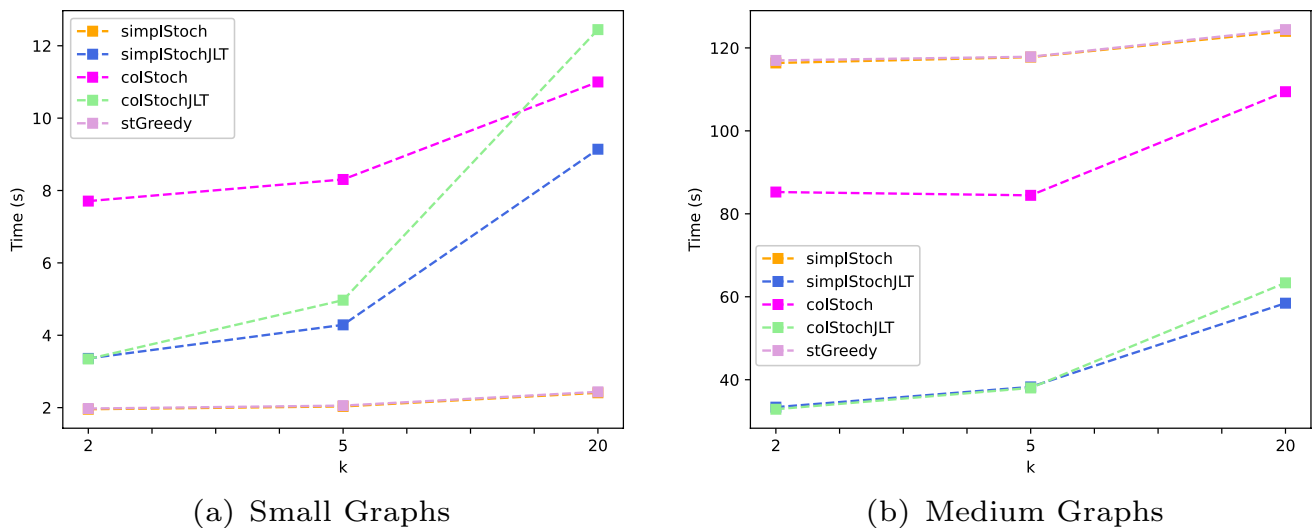 simplStoch
simplStochJLT
colStoch
colStochJLT
stGreedy
12
10
8
6
4
2
Time (s)
2
5
20
k
(a) Small Graphs
120
100
80
60
40
Time (s)
simplStoch
simplStochJLT
colStoch
colStochJLT
stGreedy
2
5
20
k
(b) Medium Graphs